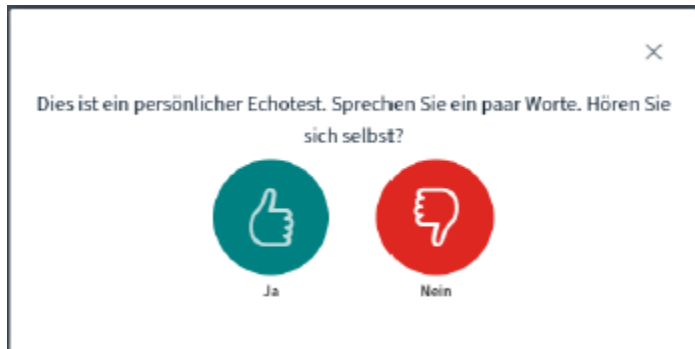 Dies ist ein persönlicher Echotest. Sprechen Sie ein paar Worte. Hören Sie
sich selbst?
Ja
Nein